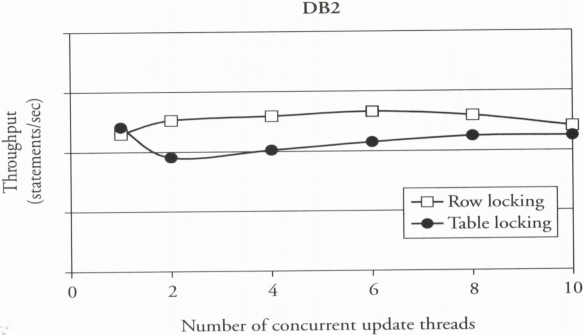 DB2
Throughput
(statements/sec)
Row locking
Table locking
0 2 4 6 8 10
Number of concurrent update threads